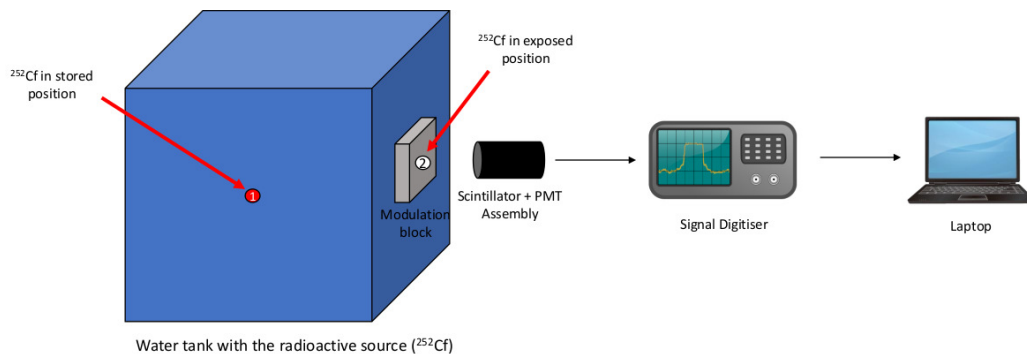 ²⁵²Cf in stored
position
²⁵²Cf in exposed
position
1
2
Modulation
block
Scintillator + PMT
Assembly
Signal Digitiser
Laptop
Water tank with the radioactive source (²⁵²Cf)